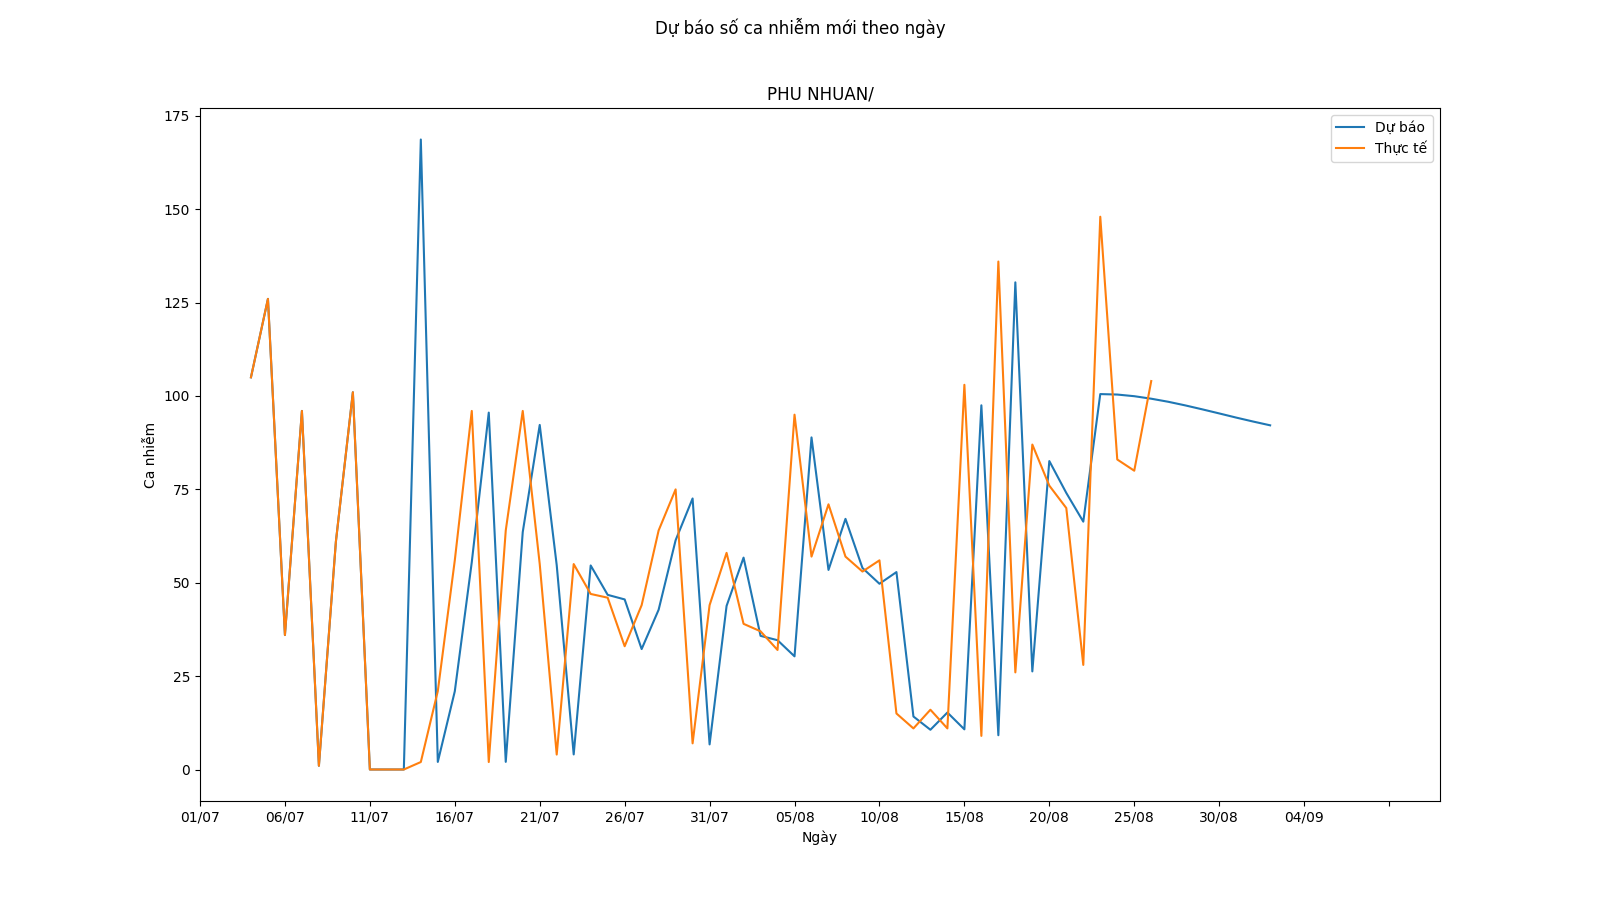 Dự báo số ca nhiễm mới theo ngày
PHU NHUAN/
Dự báo
Thực tế
175
150
125
100
75
50
25
0
Ca nhiễm
01/07 06/07 11/07 16/07 21/07 26/07 31/07 05/08 10/08 15/08 20/08 25/08 30/08 04/09
Ngày